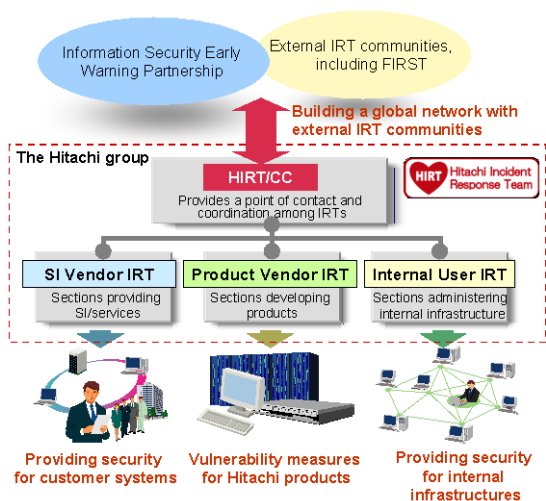 Information Security Early
Warning Partnership
External IRT communities,
including FIRST
Building a global network with
external IRT communities
The Hitachi group
HIRT/CC
Provides a point of contact and
coordination among IRTs
HIRT
Hitachi Incident
Response Team
SI Vendor IRT
Sections providing
SI/services
Product Vendor IRT
Sections developing
products
Internal User IRT
Sections administering
internal infrastructure
Providing security
for customer systems
Vulnerability measures
for Hitachi products
Providing security
for internal
infrastructures